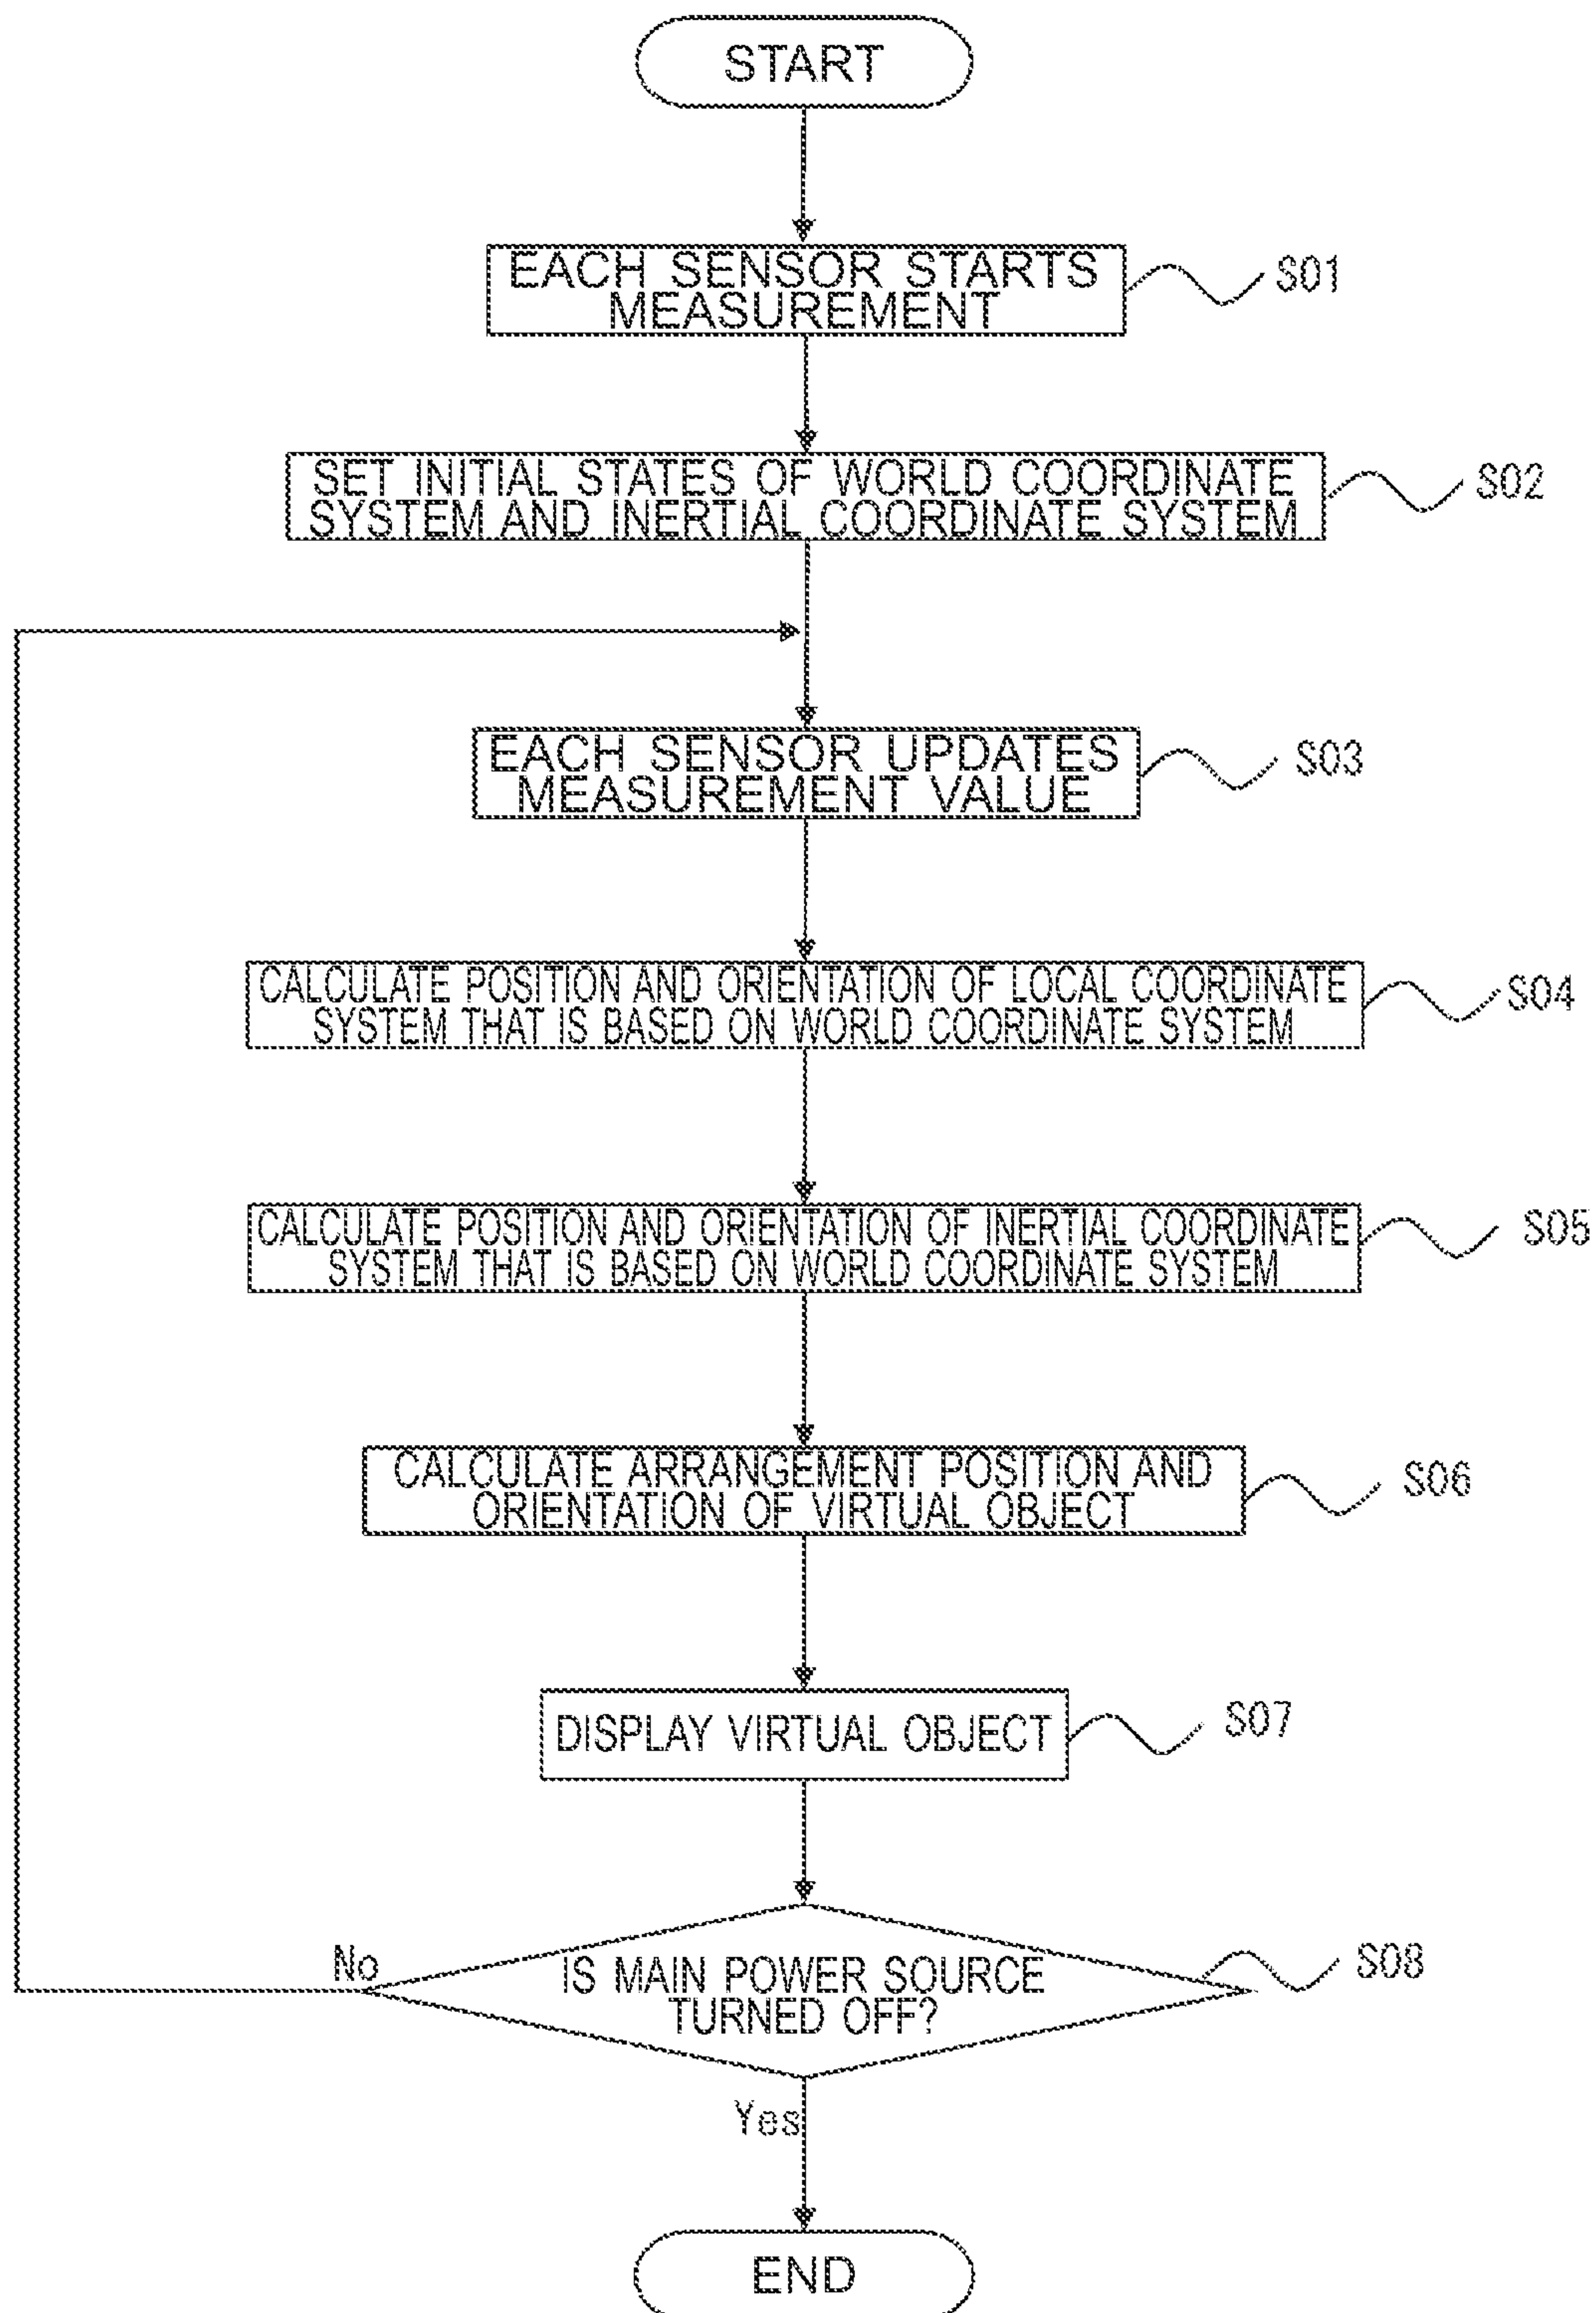 START
EACH SENSOR STARTS
MEASUREMENT
S01
SET INITIAL STATES OF WORLD COORDINATE
SYSTEM AND INERTIAL COORDINATE SYSTEM
S02
EACH SENSOR UPDATES
MEASUREMENT VALUE
S03
CALCULATE POSITION AND ORIENTATION OF LOCAL COORDINATE
SYSTEM THAT IS BASED ON WORLD COORDINATE SYSTEM
S04
CALCULATE POSITION AND ORIENTATION OF INERTIAL COORDINATE
SYSTEM THAT IS BASED ON WORLD COORDINATE SYSTEM
S05
CALCULATE ARRANGEMENT POSITION AND
ORIENTATION OF VIRTUAL OBJECT
S06
DISPLAY VIRTUAL OBJECT
S07
No
IS MAIN POWER SOURCE
TURNED OFF?
S08
Yes
END